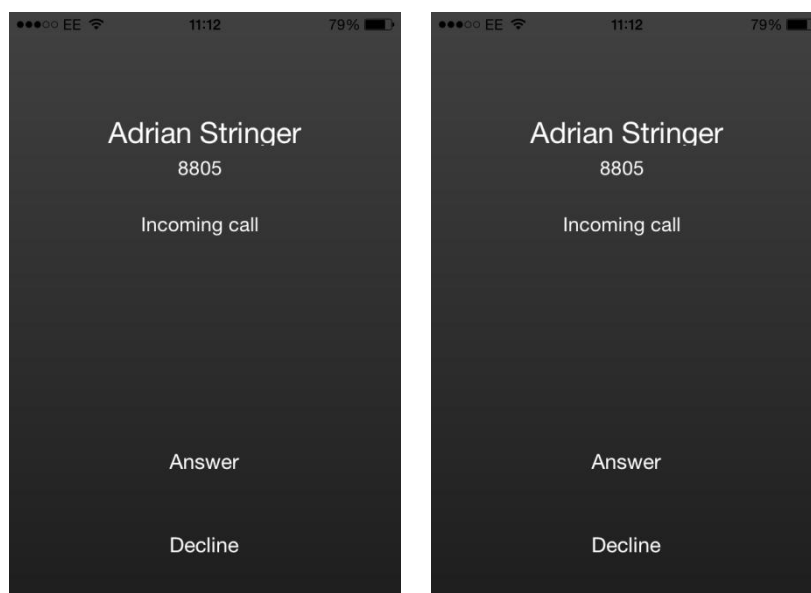 EE 11:12 79%
Adrian Stringer
8805
Incoming call
Answer
Decline
EE 11:12 79%
Adrian Stringer
8805
Incoming call
Answer
Decline